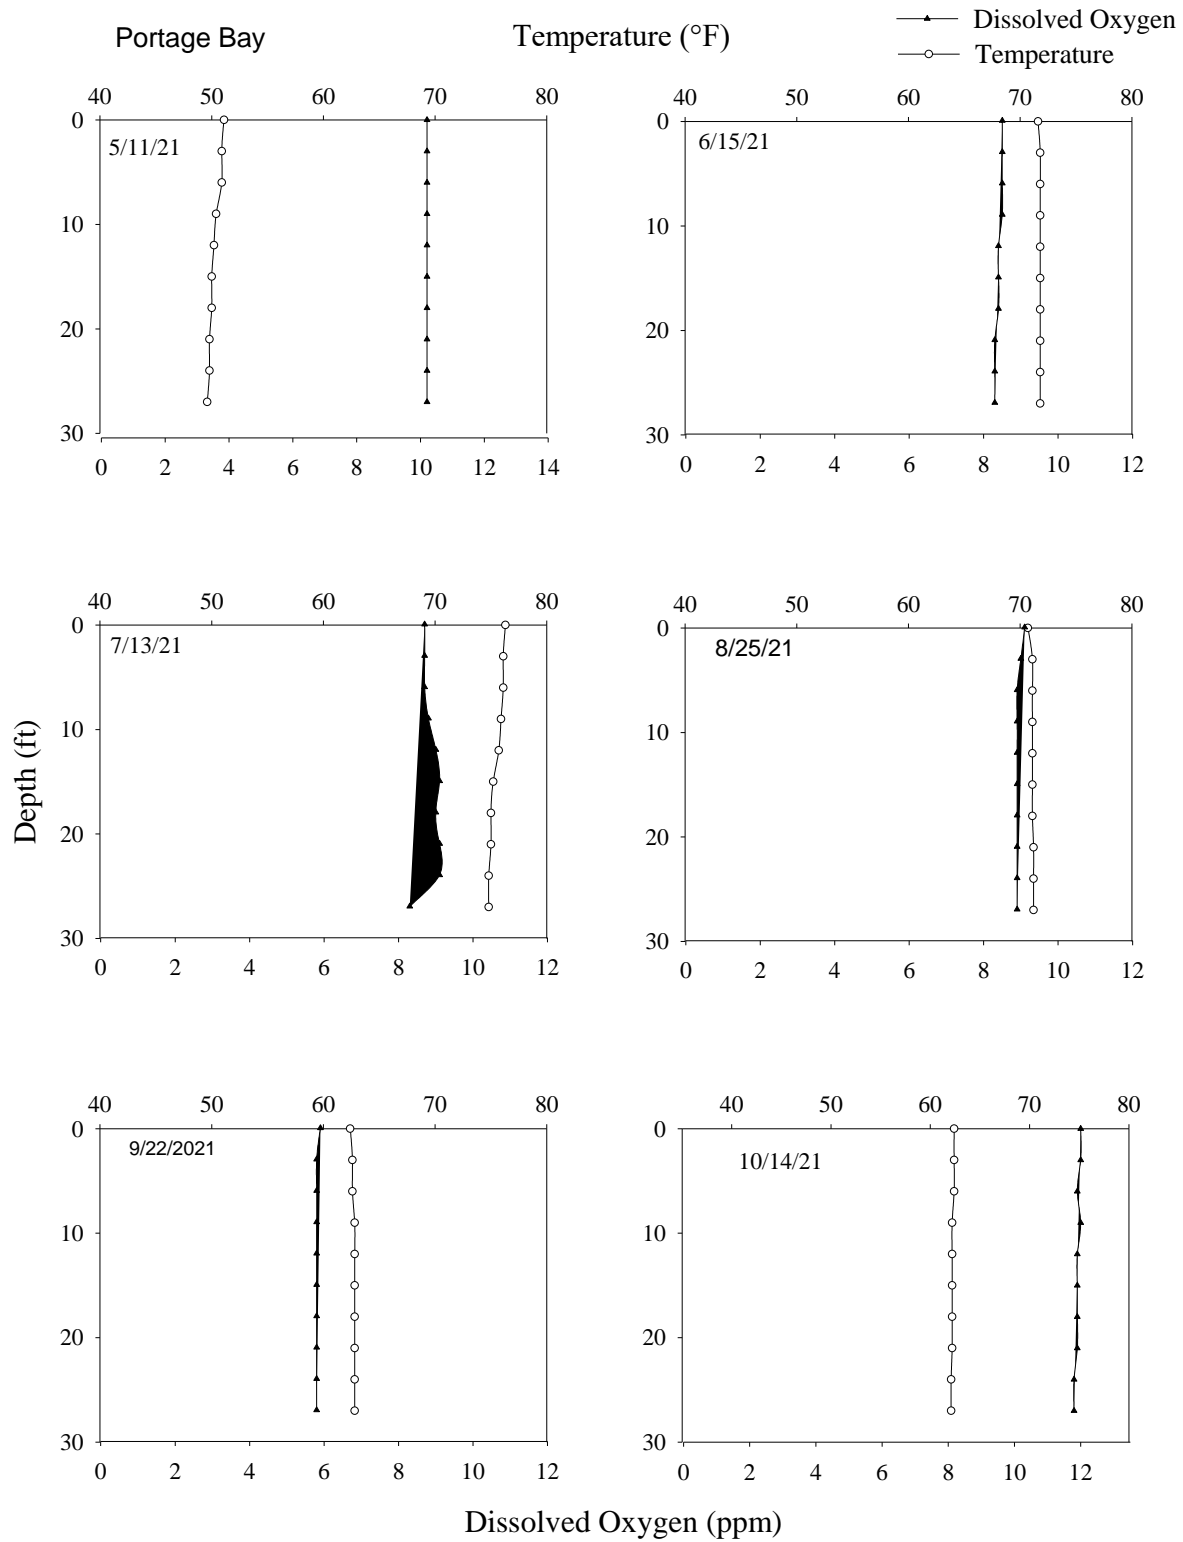 Portage Bay
Temperature (°F)
Dissolved Oxygen
Temperature
40 50 60 70 80
5/11/21
0
10
20
30
0 2 4 6 8 10 12 14
40 50 60 70 80
6/15/21
0
10
20
30
0 2 4 6 8 10 12
Depth (ft)
40 50 60 70 80
7/13/21
0
10
20
30
0 2 4 6 8 10 12
40 50 60 70 80
8/25/21
0
10
20
30
0 2 4 6 8 10 12
40 50 60 70 80
9/22/2021
0
10
20
30
0 2 4 6 8 10 12
40 50 60 70 80
10/14/21
0
10
20
30
0 2 4 6 8 10 12
Dissolved Oxygen (ppm)